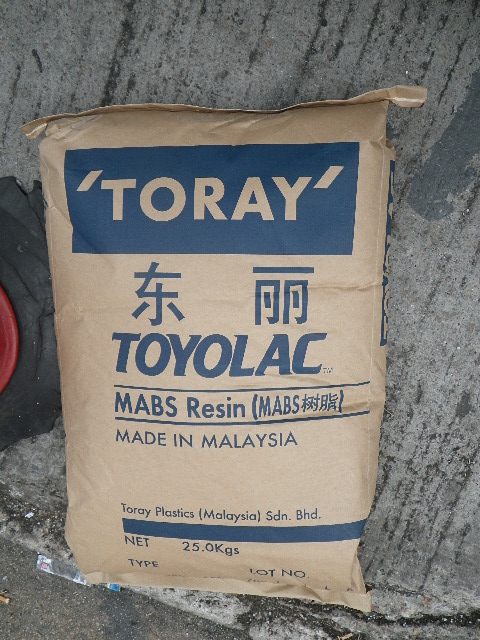 'TORAY'
东丽
TOYOLAC™
MABS Resin (MABS树脂)
MADE IN MALAYSIA
Toray Plastics (Malaysia) Sdn. Bhd.
NET 25.0Kgs
TYPE LOT NO.